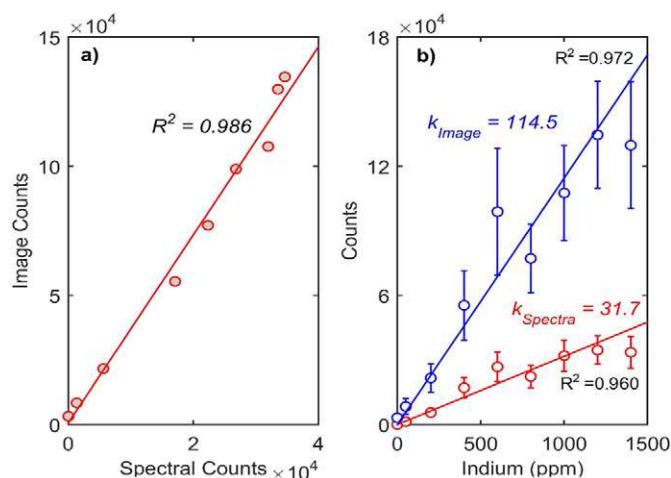 ×10⁴
15
a)
R² = 0.986
10
5
0
Image Counts
0 2 4
Spectral Counts ×10⁴
×10⁴
18
b)
R²=0.972
k_Image = 114.5
12
Counts
6
k_Spectra = 31.7
R²=0.960
0
0 500 1000 1500
Indium (ppm)